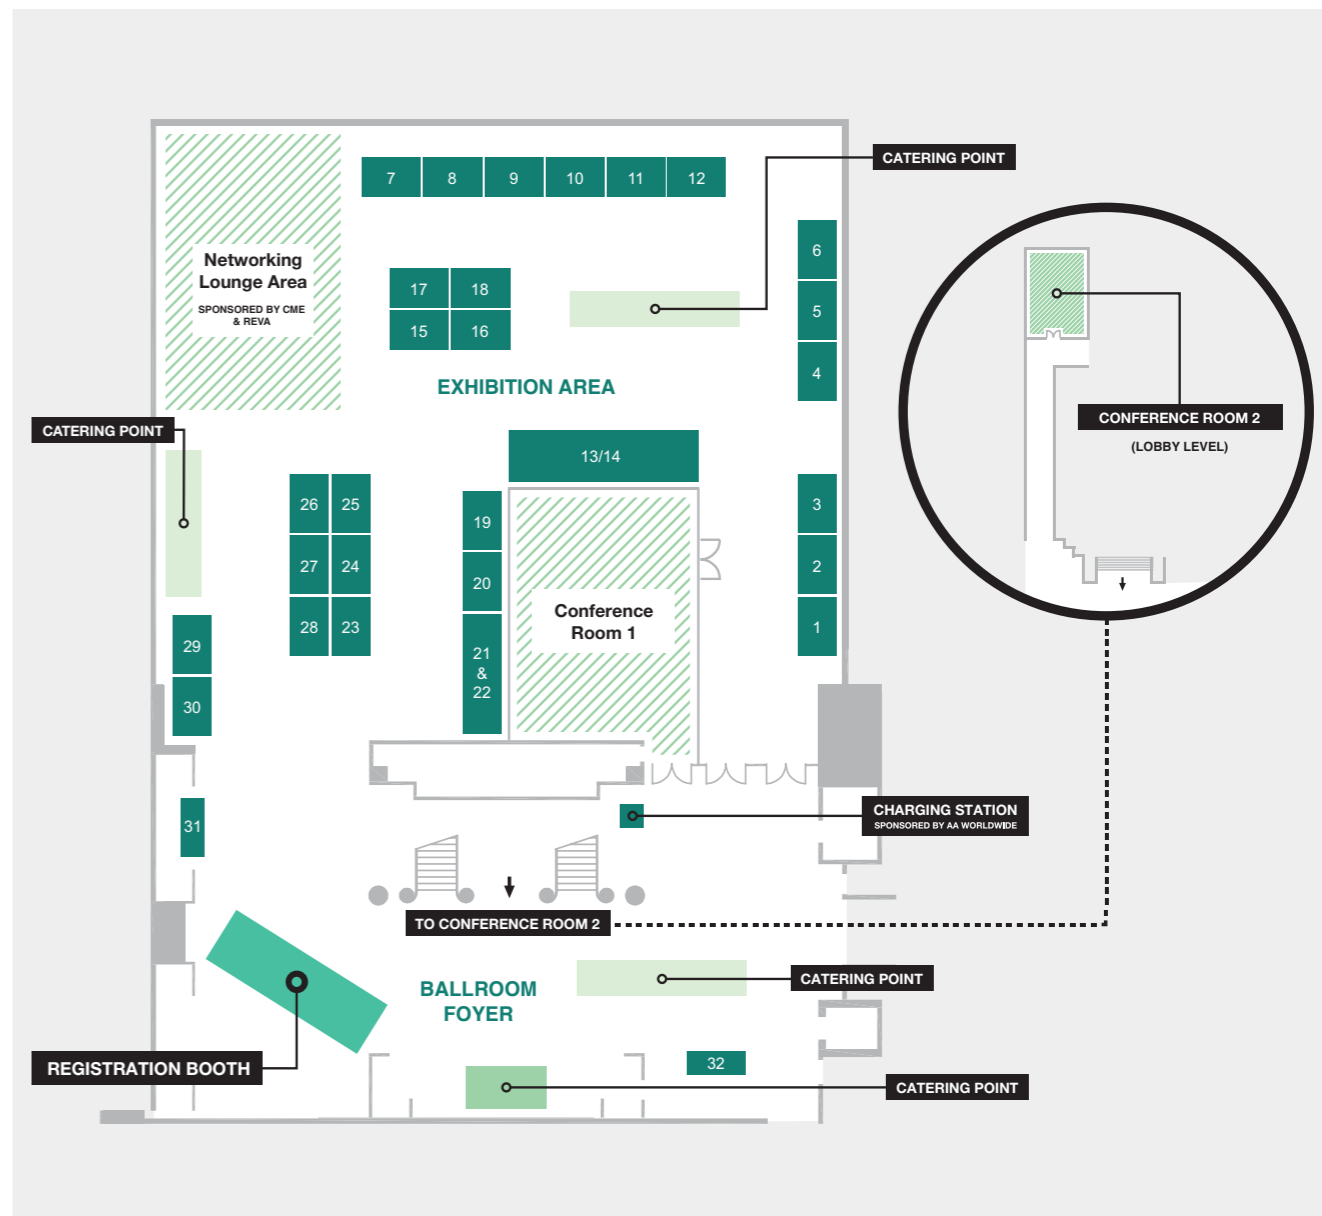 CATERING POINT
7 8 9 10 11 12
6
Networking
Lounge Area
SPONSORED BY CME
& REVA
17 18
5
15 16
4
EXHIBITION AREA
CONFERENCE ROOM 2
(LOBBY LEVEL)
CATERING POINT
13/14
26 25
19
3
27 24
20
2
Conference
Room 1
28 23
1
29
21
&
22
30
31
CHARGING STATION
SPONSORED BY AA WORLDWIDE
TO CONFERENCE ROOM 2
CATERING POINT
BALLROOM
FOYER
REGISTRATION BOOTH
32
CATERING POINT